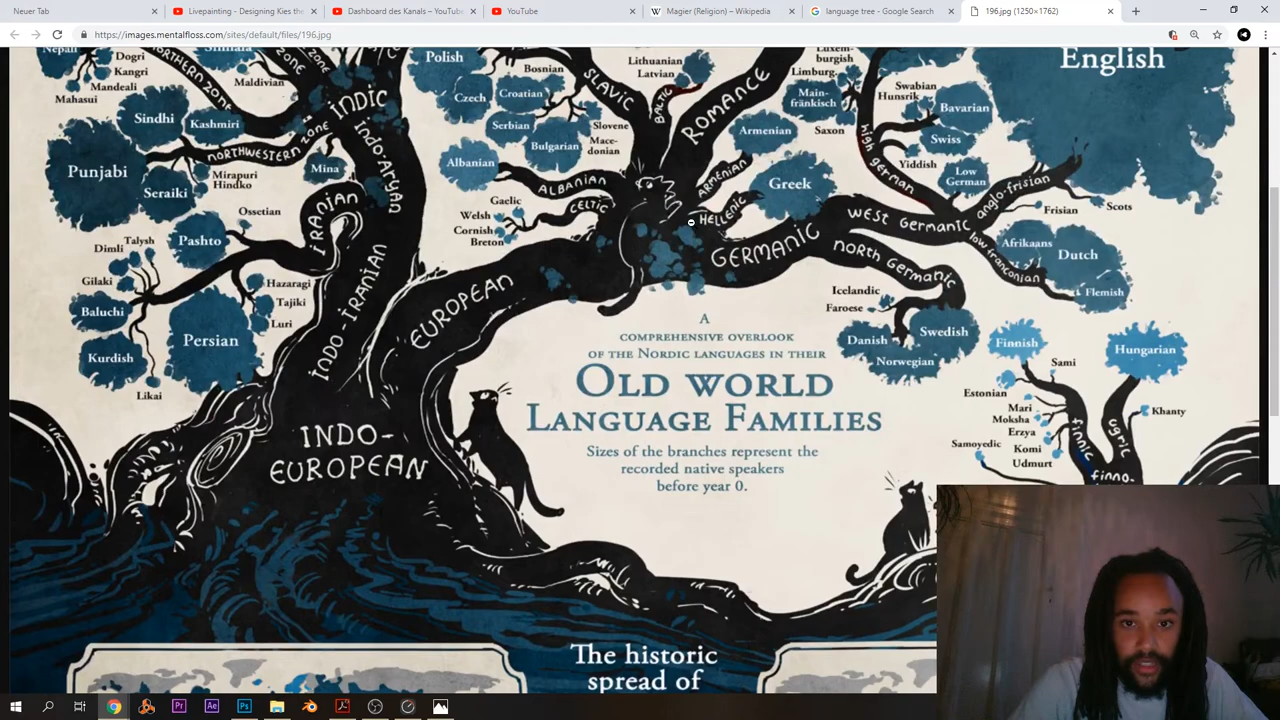 Neuer Tab
Livepainting - Designing Kies the
Dashboard des Kanals – YouTube
YouTube
Magier (Religion) – Wikipedia
language tree - Google Search
196.jpg (1250×1762)
https://images.mentalfloss.com/sites/default/files/196.jpg
Nepali
Dogri
Kangri
Mandeali
Mahasui
NORTHERN ZONE
ZONE
ZONE
Maldivian
INDIC
Sindhi
Kashmiri
NORTHWESTERN ZONE
Punjabi
Seraiki
Mirapuri
Hindko
Mina
Indo-Aryan
Ossetian
IRANIAN
Pashto
Talysh
Dimli
Gilaki
Baluchi
Kurdish
Likai
Hazaragi
Tajiki
Luri
Persian
INDO-IRANIAN
INDO-
EUROPEAN
EUROPEAN
Polish
Czech
Bosnian
Croatian
Serbian
Bulgarian
Slovene
Mace-
donian
SLAVIC
Lithuanian
Latvian
BALTIC
ROMANCE
Albanian
ALBANIAN
Gaelic
Welsh
Cornish
Breton
CELTIC
Armenian
ARMENIAN
Greek
HELLENIC
GERMANIC
Luxem-
burgish
Limburg.
Main-
fränkisch
Saxon
Swabian
Hunsrik
Bavarian
Swiss
Yiddish
Low
German
high german
WEST GERMANIC
anglo-frisian
English
Scots
Frisian
low franconian
Afrikaans
Dutch
Flemish
NORTH GERMANIC
Icelandic
Faroese
Danish
Swedish
Norwegian
Finnish
Sami
Estonian
Mari
Moksha
Erzya
Komi
Udmurt
Samoyedic
Hungarian
Khanty
finnic
ugric
finno-
A
COMPREHENSIVE OVERLOOK
OF THE NORDIC LANGUAGES IN THEIR
OLD WORLD
LANGUAGE FAMILIES
Sizes of the branches represent the
recorded native speakers
before year 0.
The historic
spread of